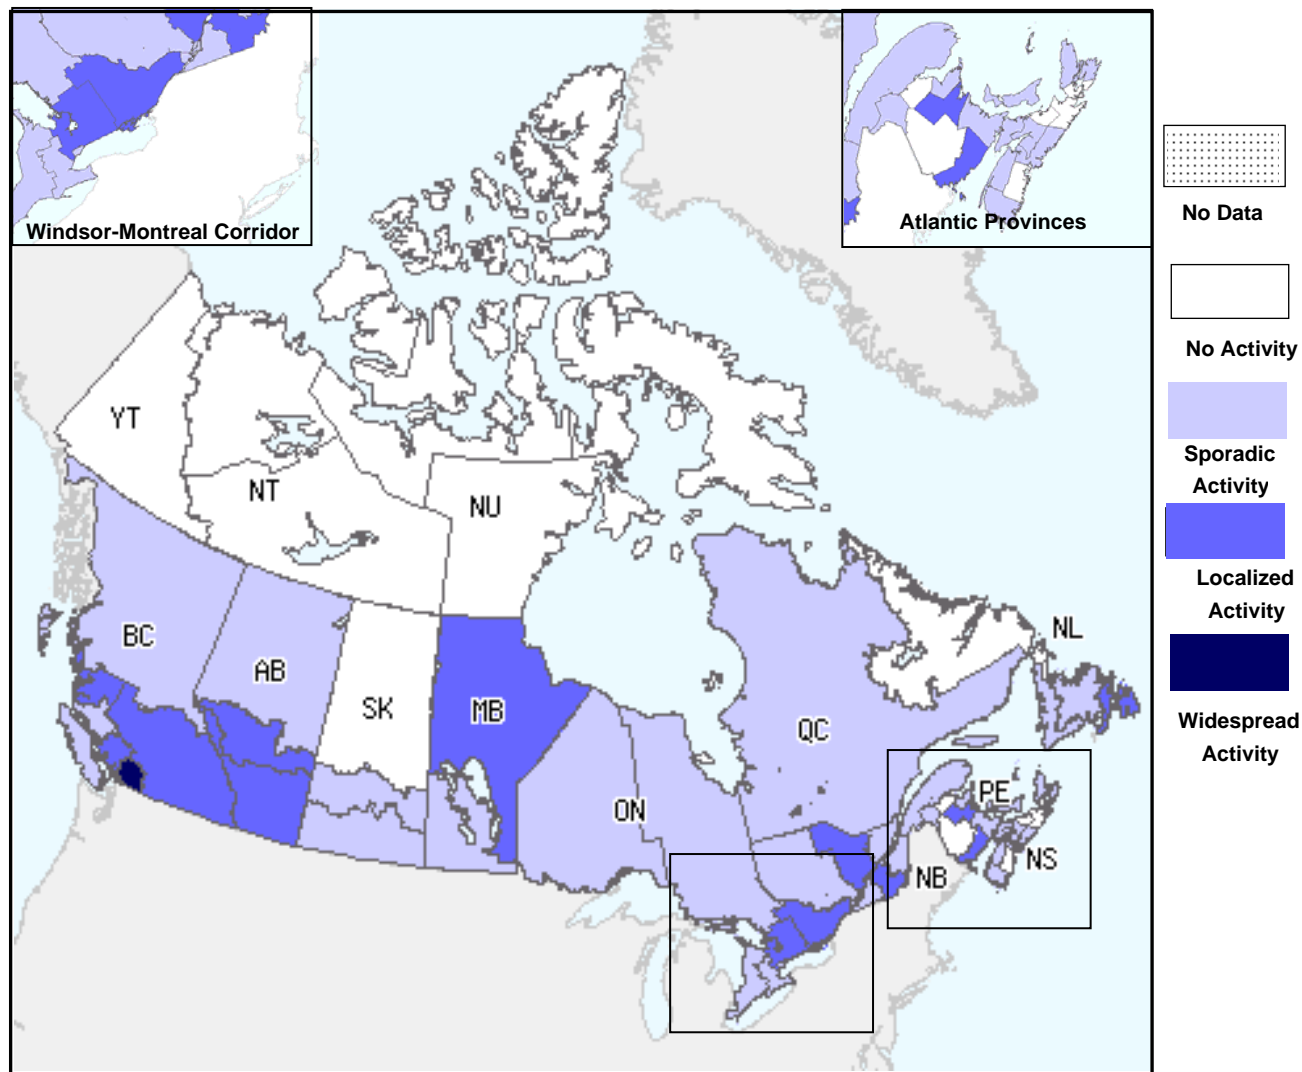 Windsor-Montreal Corridor
Atlantic Provinces
No Data
No Activity
Sporadic
Activity
Localized
Activity
Widespread
Activity
YT
NT
NU
BC
AB
SK
MB
ON
QC
NL
PE
NB
NS